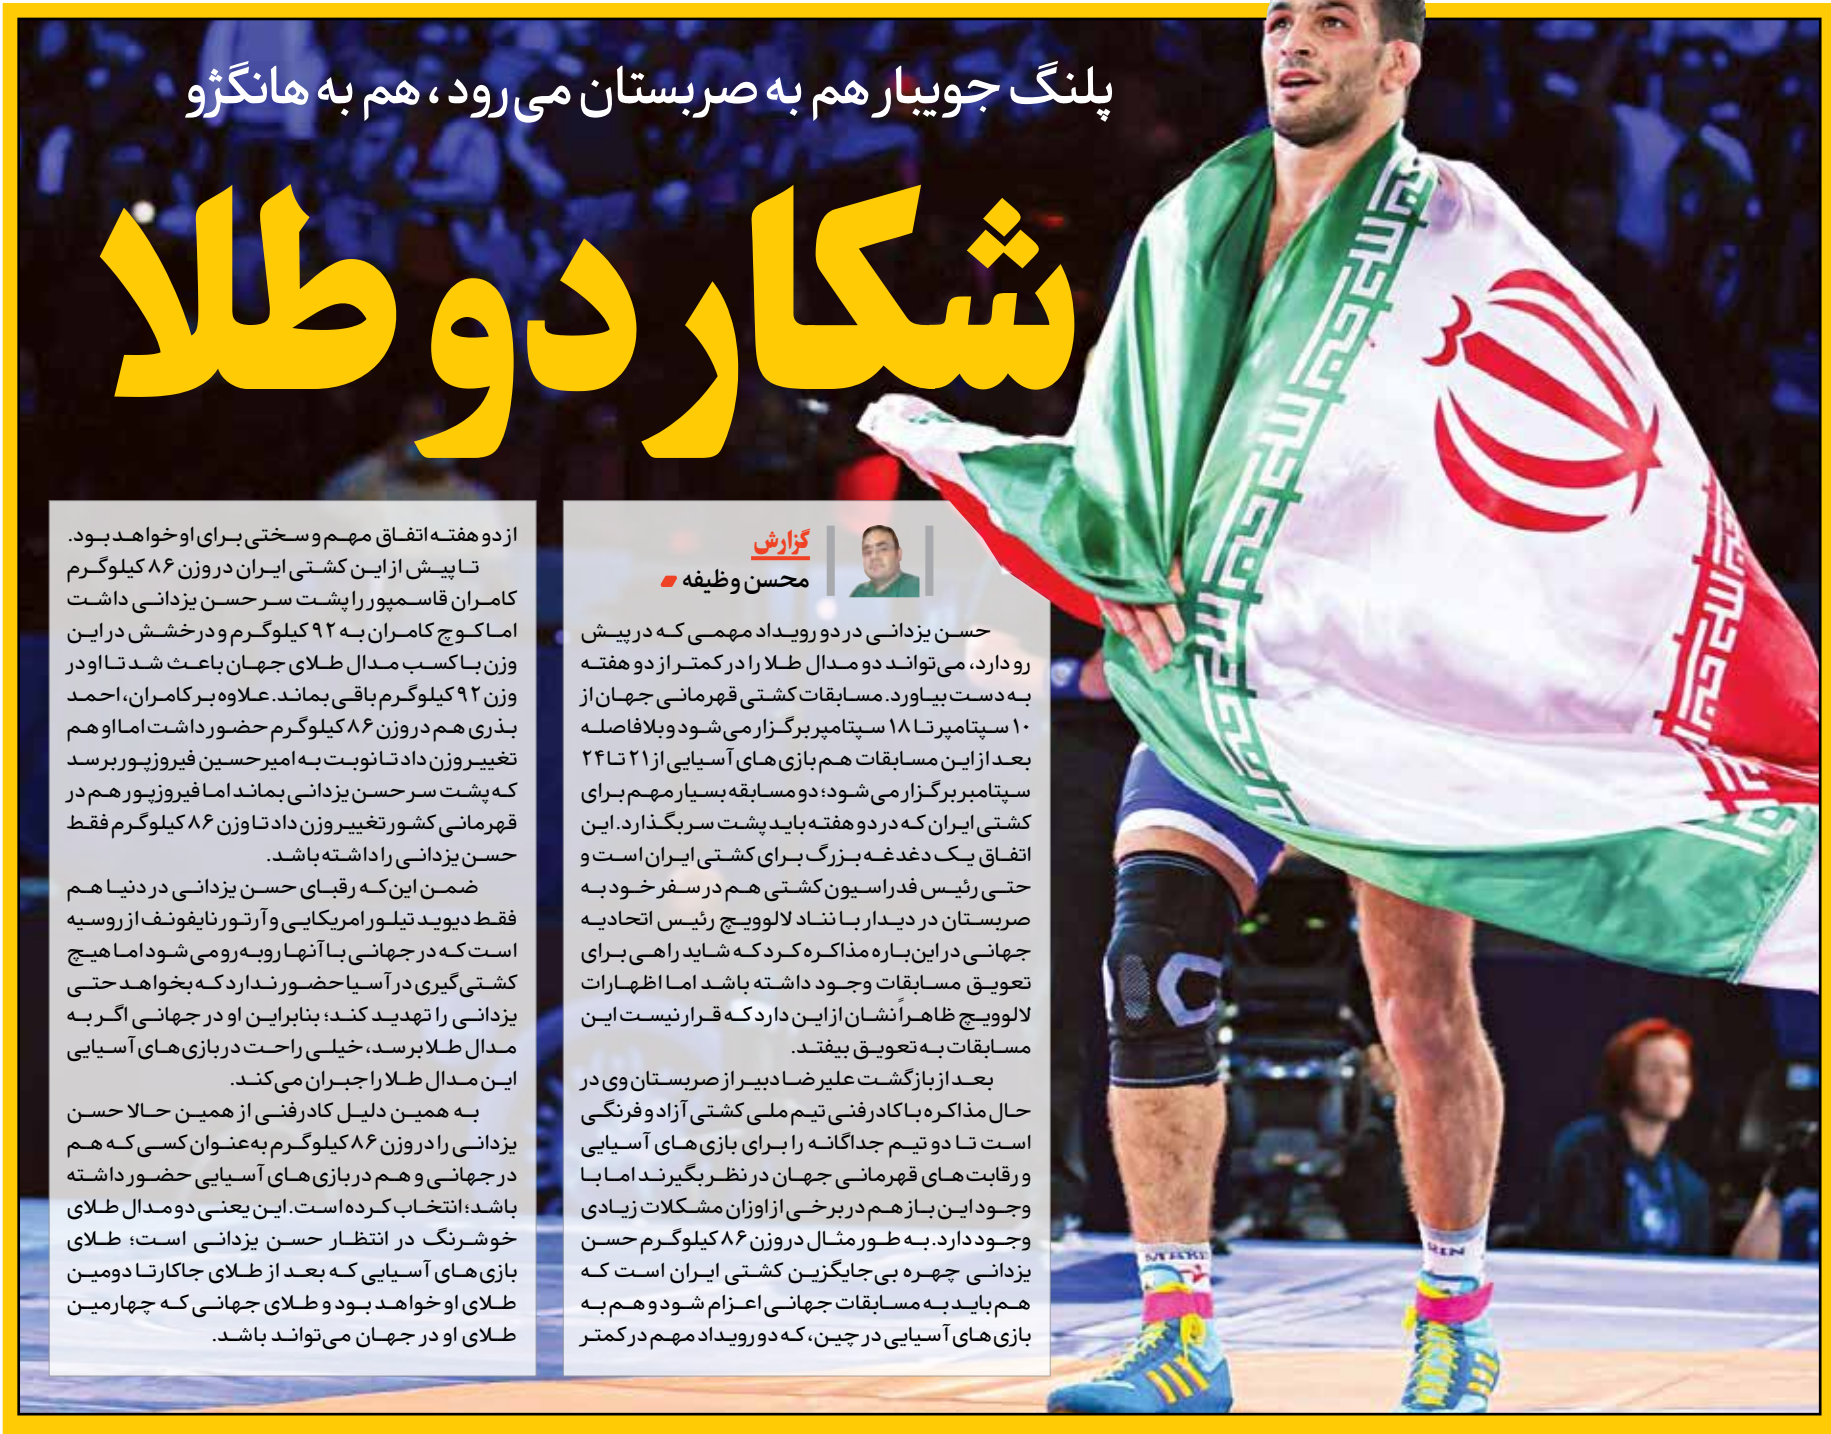 پلنگ جویبار هم به صربستان می‌رود، هم به هانگژو
شکار دو طلا
گزارش
محسن وظیفه
حسن یزدانی در دو رویداد مهمی که در پیش
رو دارد، می‌تواند دو مدال طلا را در کمتر از دو هفته
به دست بیاورد. مسابقات کشتی قهرمانی جهان از
۱۰ سپتامپر تا ۱۸ سپتامپر برگزار می‌شود و بلافاصله
بعد از این مسابقات هم بازی های آسیایی از ۲۱ تا ۲۴
سپتامبر برگزار می‌شود؛ دو مسابقه بسیار مهم برای
کشتی ایران که در دو هفته باید پشت سر بگذارد. این
اتفاق یک دغدغه بزرگ برای کشتی ایران است و
حتی رئیس فدراسیون کشتی هم در سفر خود به
صربستان در دیدار با نناد لالوویچ رئیس اتحادیه
جهانی در این‌باره مذاکره کرد که شاید راهی برای
تعویق مسابقات وجود داشته باشد اما اظهارات
لالوویچ ظاهراً نشان از این دارد که قرار نیست این
مسابقات به تعویق بیفتد.
بعد از بازگشت علیرضا دبیر از صربستان وی در
حال مذاکره با کادرفنی تیم ملی کشتی آزاد و فرنگی
است تا دو تیم جداگانه را برای بازی‌های آسیایی
و رقابت‌های قهرمانی جهان در نظر بگیرند اما با
وجود این باز هم در برخی از اوزان مشکلات زیادی
وجود دارد. به طور مثال در وزن ۸۶ کیلوگرم حسن
یزدانی چهره بی‌جایگزین کشتی ایران است که
هم باید به مسابقات جهانی اعزام شود و هم به
بازی‌های آسیایی در چین، که دو رویداد مهم در کمتر
از دو هفته اتفاق مهم و سختی برای او خواهد بود.
تا پیش از این کشتی ایران در وزن ۸۶ کیلوگرم
کامران قاسمپور را پشت سر حسن یزدانی داشت
اما کوچ کامران به ۹۲ کیلوگرم و درخشش در این
وزن با کسب مدال طلای جهان باعث شد تا او در
وزن ۹۲ کیلوگرم باقی بماند. علاوه بر کامران، احمد
بذری هم در وزن ۸۶ کیلوگرم حضور داشت اما او هم
تغییر وزن داد تا نوبت به امیرحسین فیروزپور برسد
که پشت سر حسن یزدانی بماند اما فیروزپور هم در
قهرمانی کشور تغییر وزن داد تا وزن ۸۶ کیلوگرم فقط
حسن یزدانی را داشته باشد.
ضمن این‌که رقبای حسن یزدانی در دنیا هم
فقط دیوید تیلور امریکایی و آرتور نایفونف از روسیه
است که در جهانی با آنها روبه‌رو می شود اما هیچ
کشتی گیری در آسیا حضور ندارد که بخواهد حتی
یزدانی را تهدید کند؛ بنابراین او در جهانی اگر به
مدال طلا برسد، خیلی راحت در بازی های آسیایی
این مدال طلا را جبران می‌کند.
به همین دلیل کادرفنی از همین حالا حسن
یزدانی را در وزن ۸۶ کیلوگرم به‌عنوان کسی که هم
در جهانی و هم در بازی های آسیایی حضور داشته
باشد؛ انتخاب کرده است. این یعنی دو مدال طلای
خوشرنگ در انتظار حسن یزدانی است؛ طلای
بازی های آسیایی که بعد از طلای جاکارتا دومین
طلای او خواهد بود و طلای جهانی که چهارمین
طلای او در جهان می‌تواند باشد.